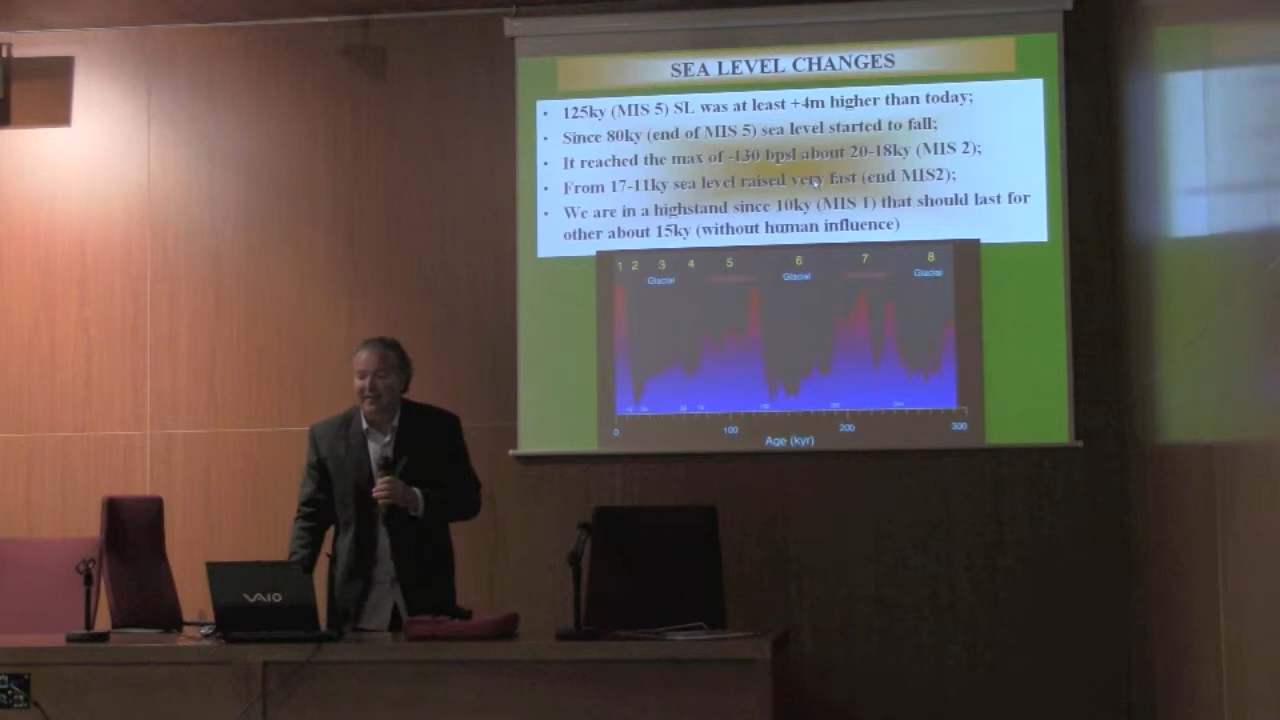 SEA LEVEL CHANGES
• 125ky (MIS 5) SL was at least +4m higher than today;
• Since 80ky (end of MIS 5) sea level started to fall;
• It reached the max of -130 bpsl about 20-18ky (MIS 2);
• From 17-11ky sea level raised very fast (end MIS2);
• We are in a highstand since 10ky (MIS 1) that should last for
other about 15ky (without human influence)
1 2 3 4 5 6 7 8
Glacial Glacial Glacial
0 100 200 300
Age (kyr)
VAIO